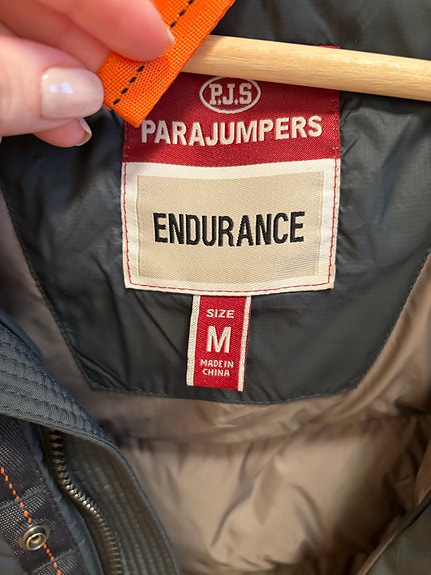 P.J.S
PARAJUMPERS
ENDURANCE
SIZE
M
MADE IN
CHINA